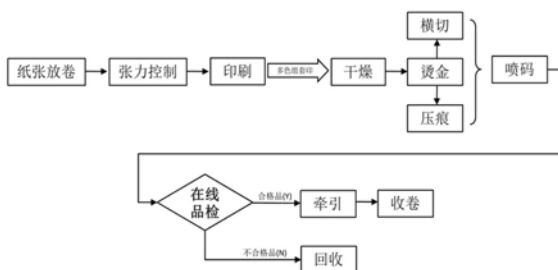 横切
纸张放卷
张力控制
印刷
多色组套印
干燥
烫金
喷码
压痕
在线
品检
合格品(Y)
牵引
收卷
不合格品(N)
回收